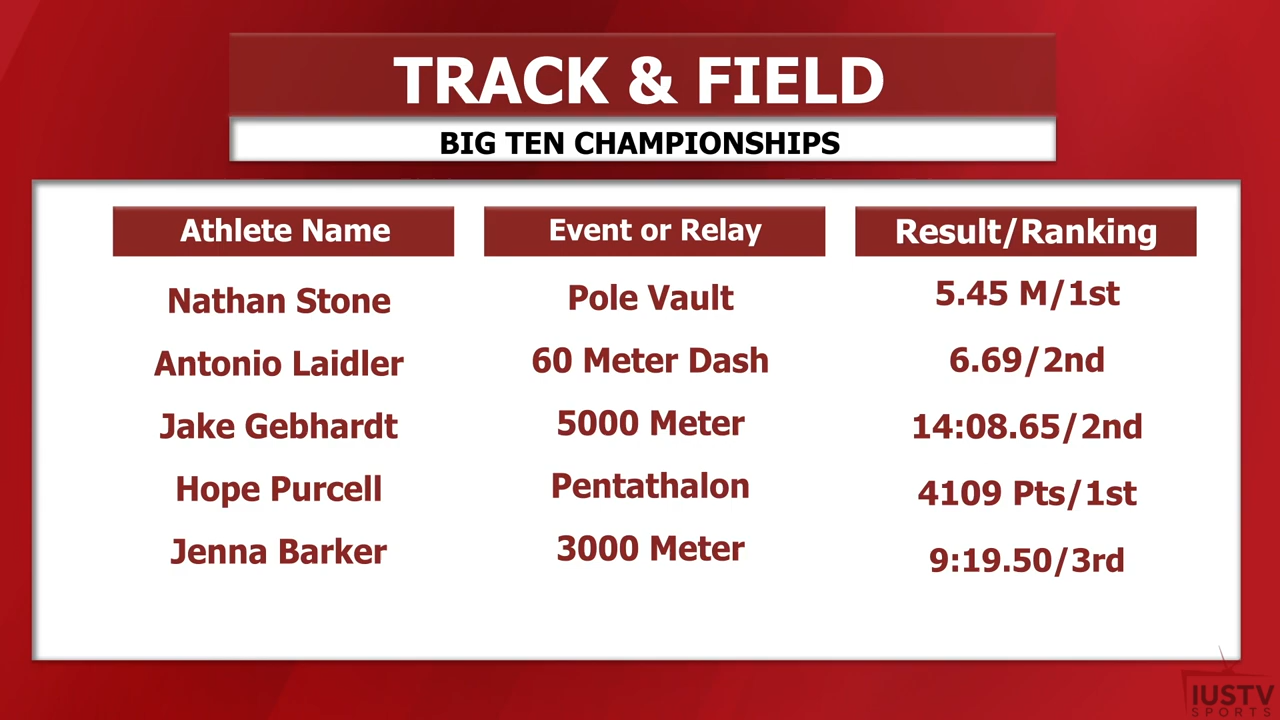 TRACK & FIELD
BIG TEN CHAMPIONSHIPS
Athlete Name Event or Relay Result/Ranking
Nathan Stone Pole Vault 5.45 M/1st
Antonio Laidler 60 Meter Dash 6.69/2nd
Jake Gebhardt 5000 Meter 14:08.65/2nd
Hope Purcell Pentathalon 4109 Pts/1st
Jenna Barker 3000 Meter 9:19.50/3rd
IUSTV
SPORTS